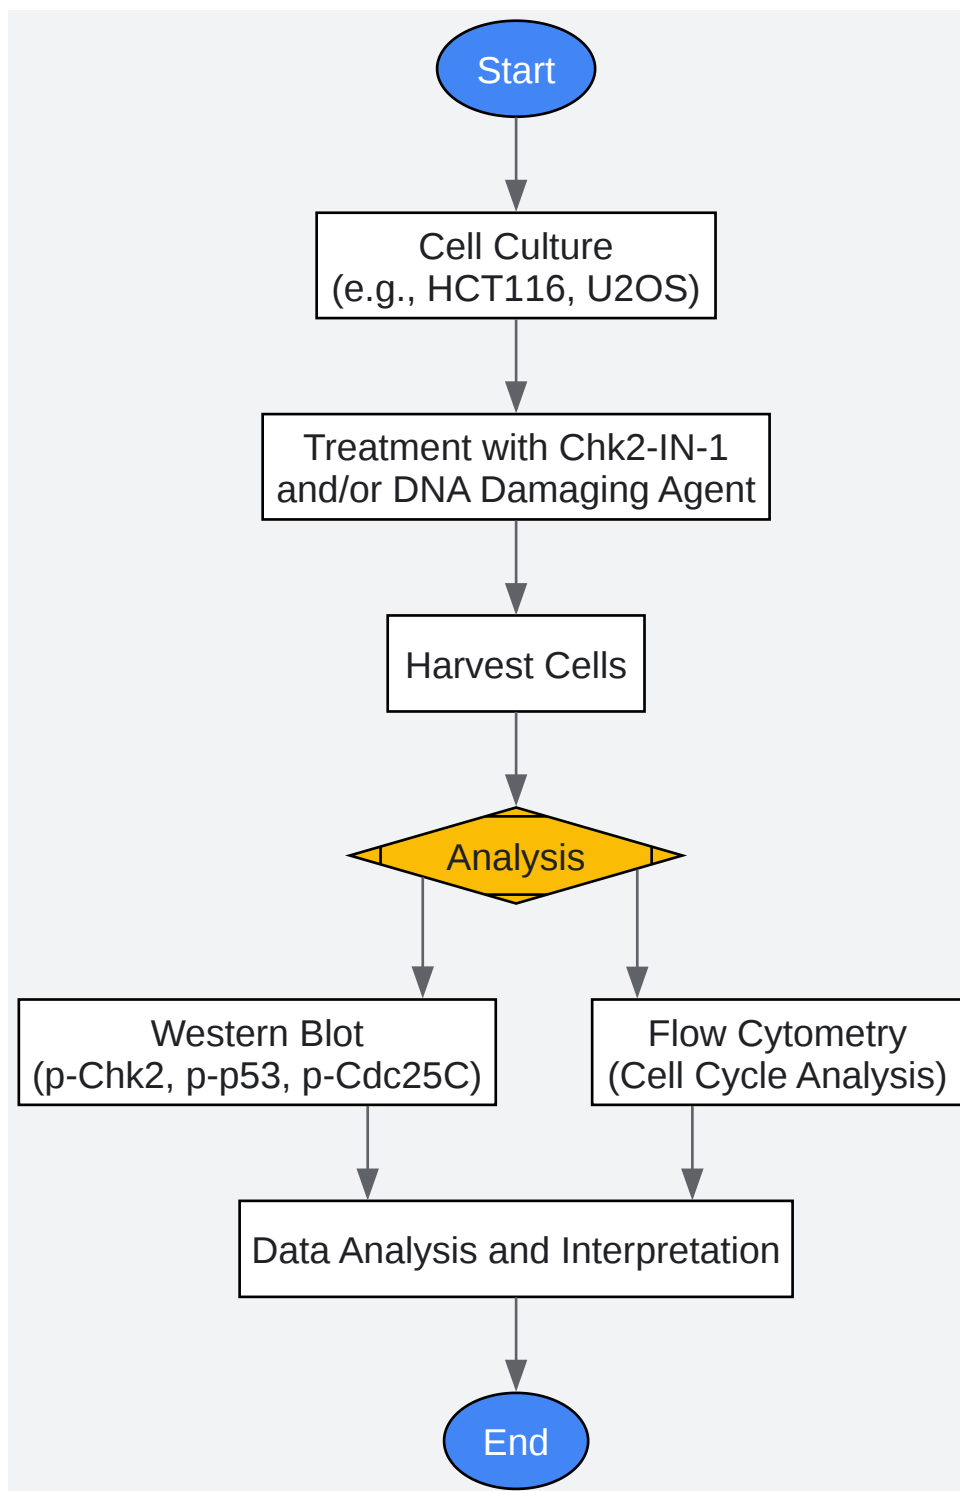 Start
Cell Culture
(e.g., HCT116, U2OS)
Treatment with Chk2-IN-1
and/or DNA Damaging Agent
Harvest Cells
Analysis
Western Blot
(p-Chk2, p-p53, p-Cdc25C)
Flow Cytometry
(Cell Cycle Analysis)
Data Analysis and Interpretation
End